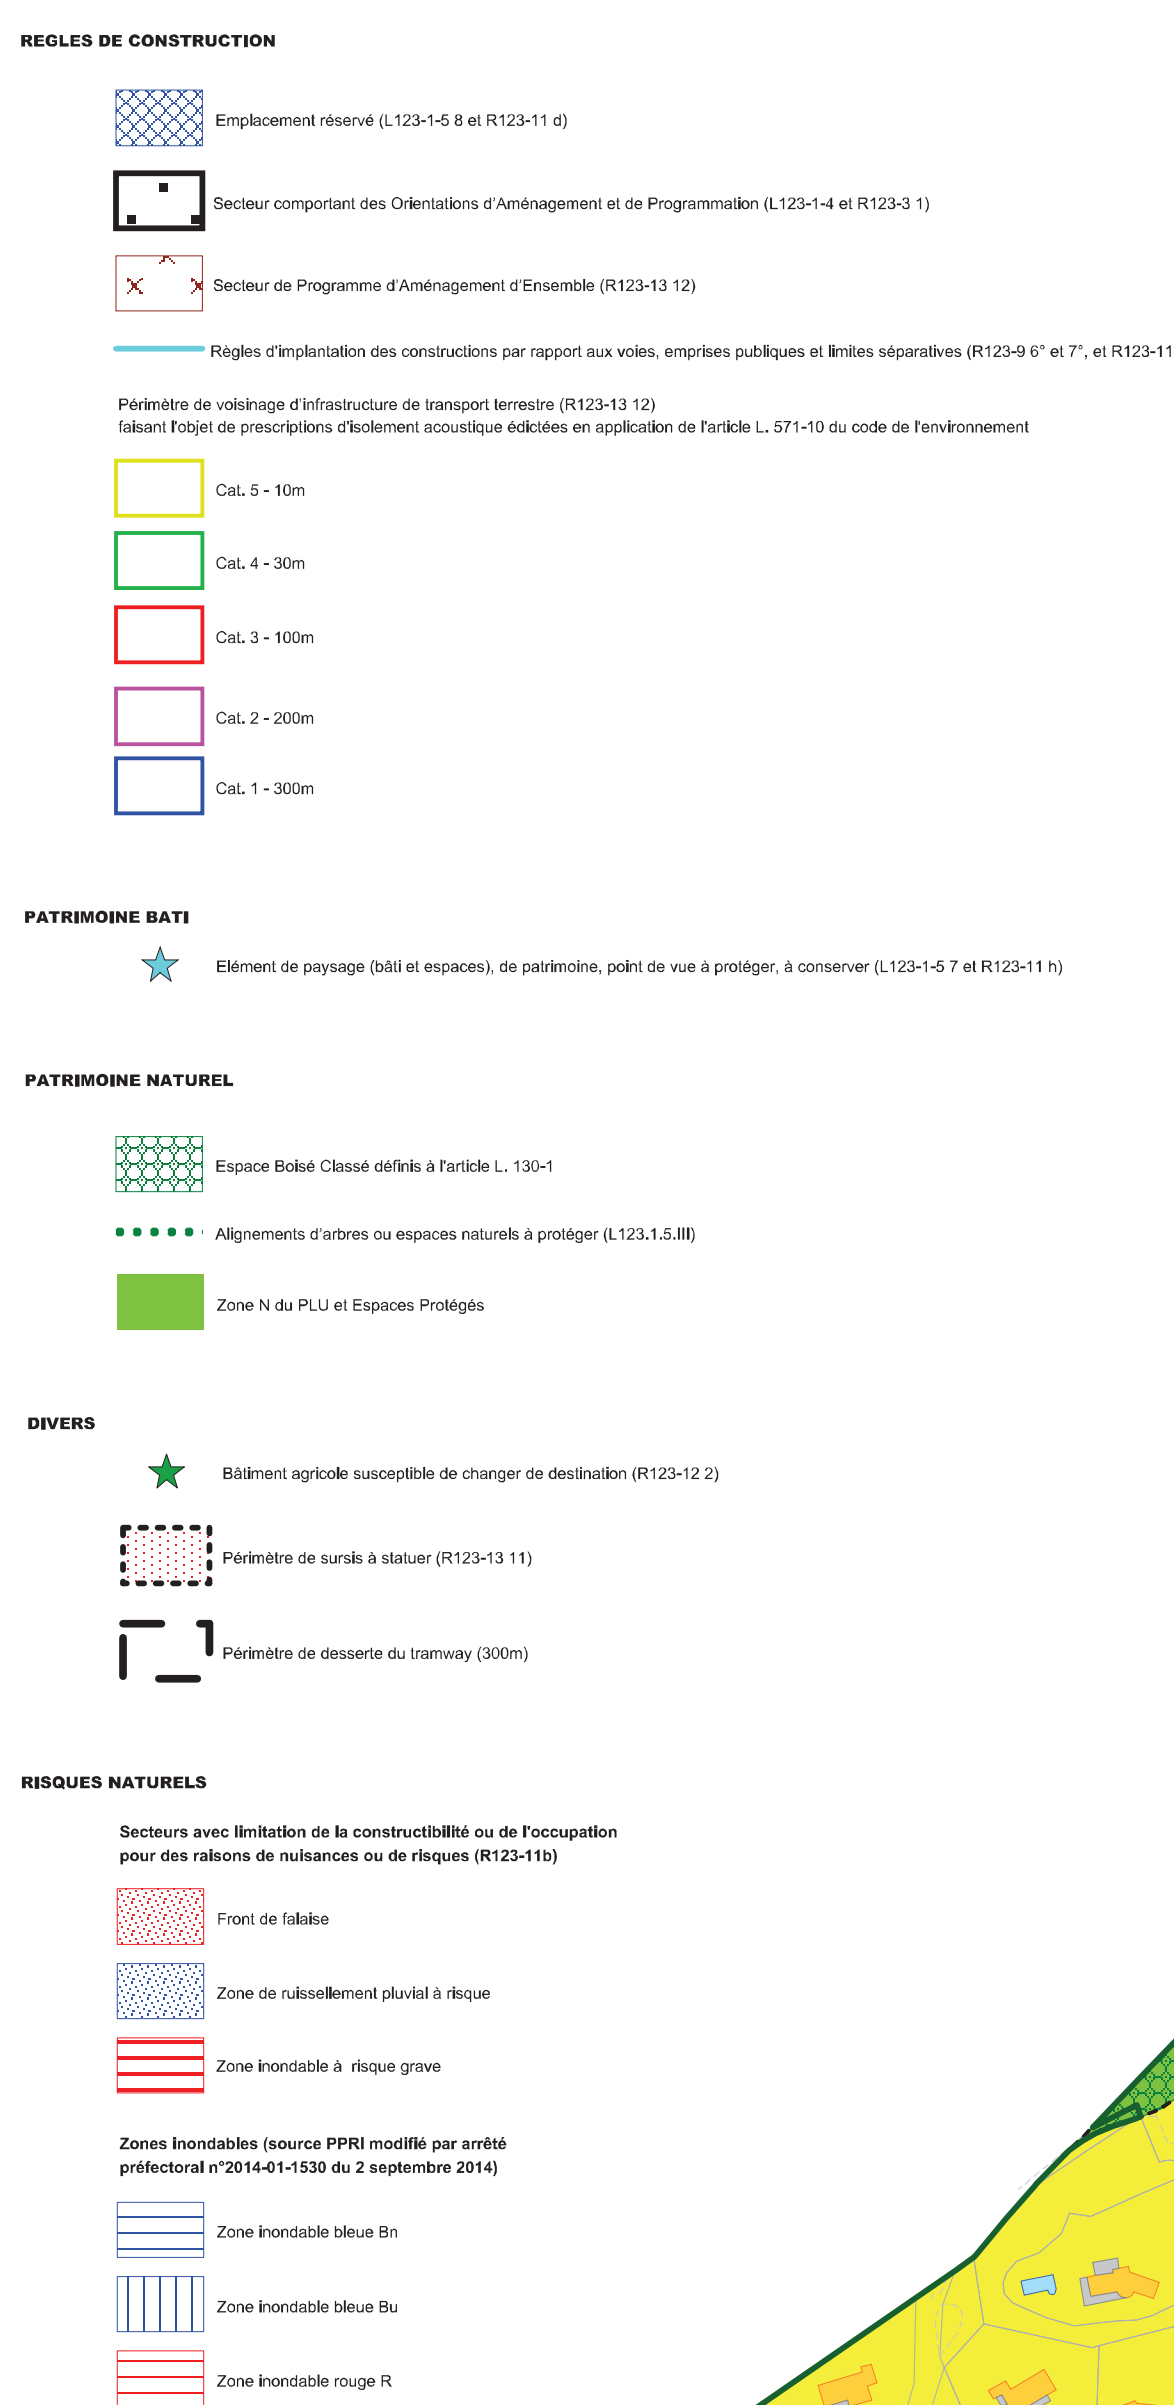 REGLES DE CONSTRUCTION
Emplacement réservé (L123-1-5 8 et R123-11 d)
Secteur comportant des Orientations d'Aménagement et de Programmation (L123-1-4 et R123-3 1)
Secteur de Programme d'Aménagement d'Ensemble (R123-13 12)
Règles d'implantation des constructions par rapport aux voies, emprises publiques et limites séparatives (R123-9 6° et 7°, et R123-11
Périmètre de voisinage d'infrastructure de transport terrestre (R123-13 12)
faisant l'objet de prescriptions d'isolement acoustique édictées en application de l'article L. 571-10 du code de l'environnement
Cat. 5 - 10m
Cat. 4 - 30m
Cat. 3 - 100m
Cat. 2 - 200m
Cat. 1 - 300m
PATRIMOINE BATI
Elément de paysage (bâti et espaces), de patrimoine, point de vue à protéger, à conserver (L123-1-5 7 et R123-11 h)
PATRIMOINE NATUREL
Espace Boisé Classé définis à l'article L. 130-1
Alignements d'arbres ou espaces naturels à protéger (L123.1.5.III)
Zone N du PLU et Espaces Protégés
DIVERS
Bâtiment agricole susceptible de changer de destination (R123-12 2)
Périmètre de sursis à statuer (R123-13 11)
Périmètre de desserte du tramway (300m)
RISQUES NATURELS
Secteurs avec limitation de la constructibilité ou de l'occupation
pour des raisons de nuisances ou de risques (R123-11b)
Front de falaise
Zone de ruissellement pluvial à risque
Zone inondable à risque grave
Zones inondables (source PPRI modifié par arrêté
préfectoral n°2014-01-1530 du 2 septembre 2014)
Zone inondable bleue Bn
Zone inondable bleue Bu
Zone inondable rouge R